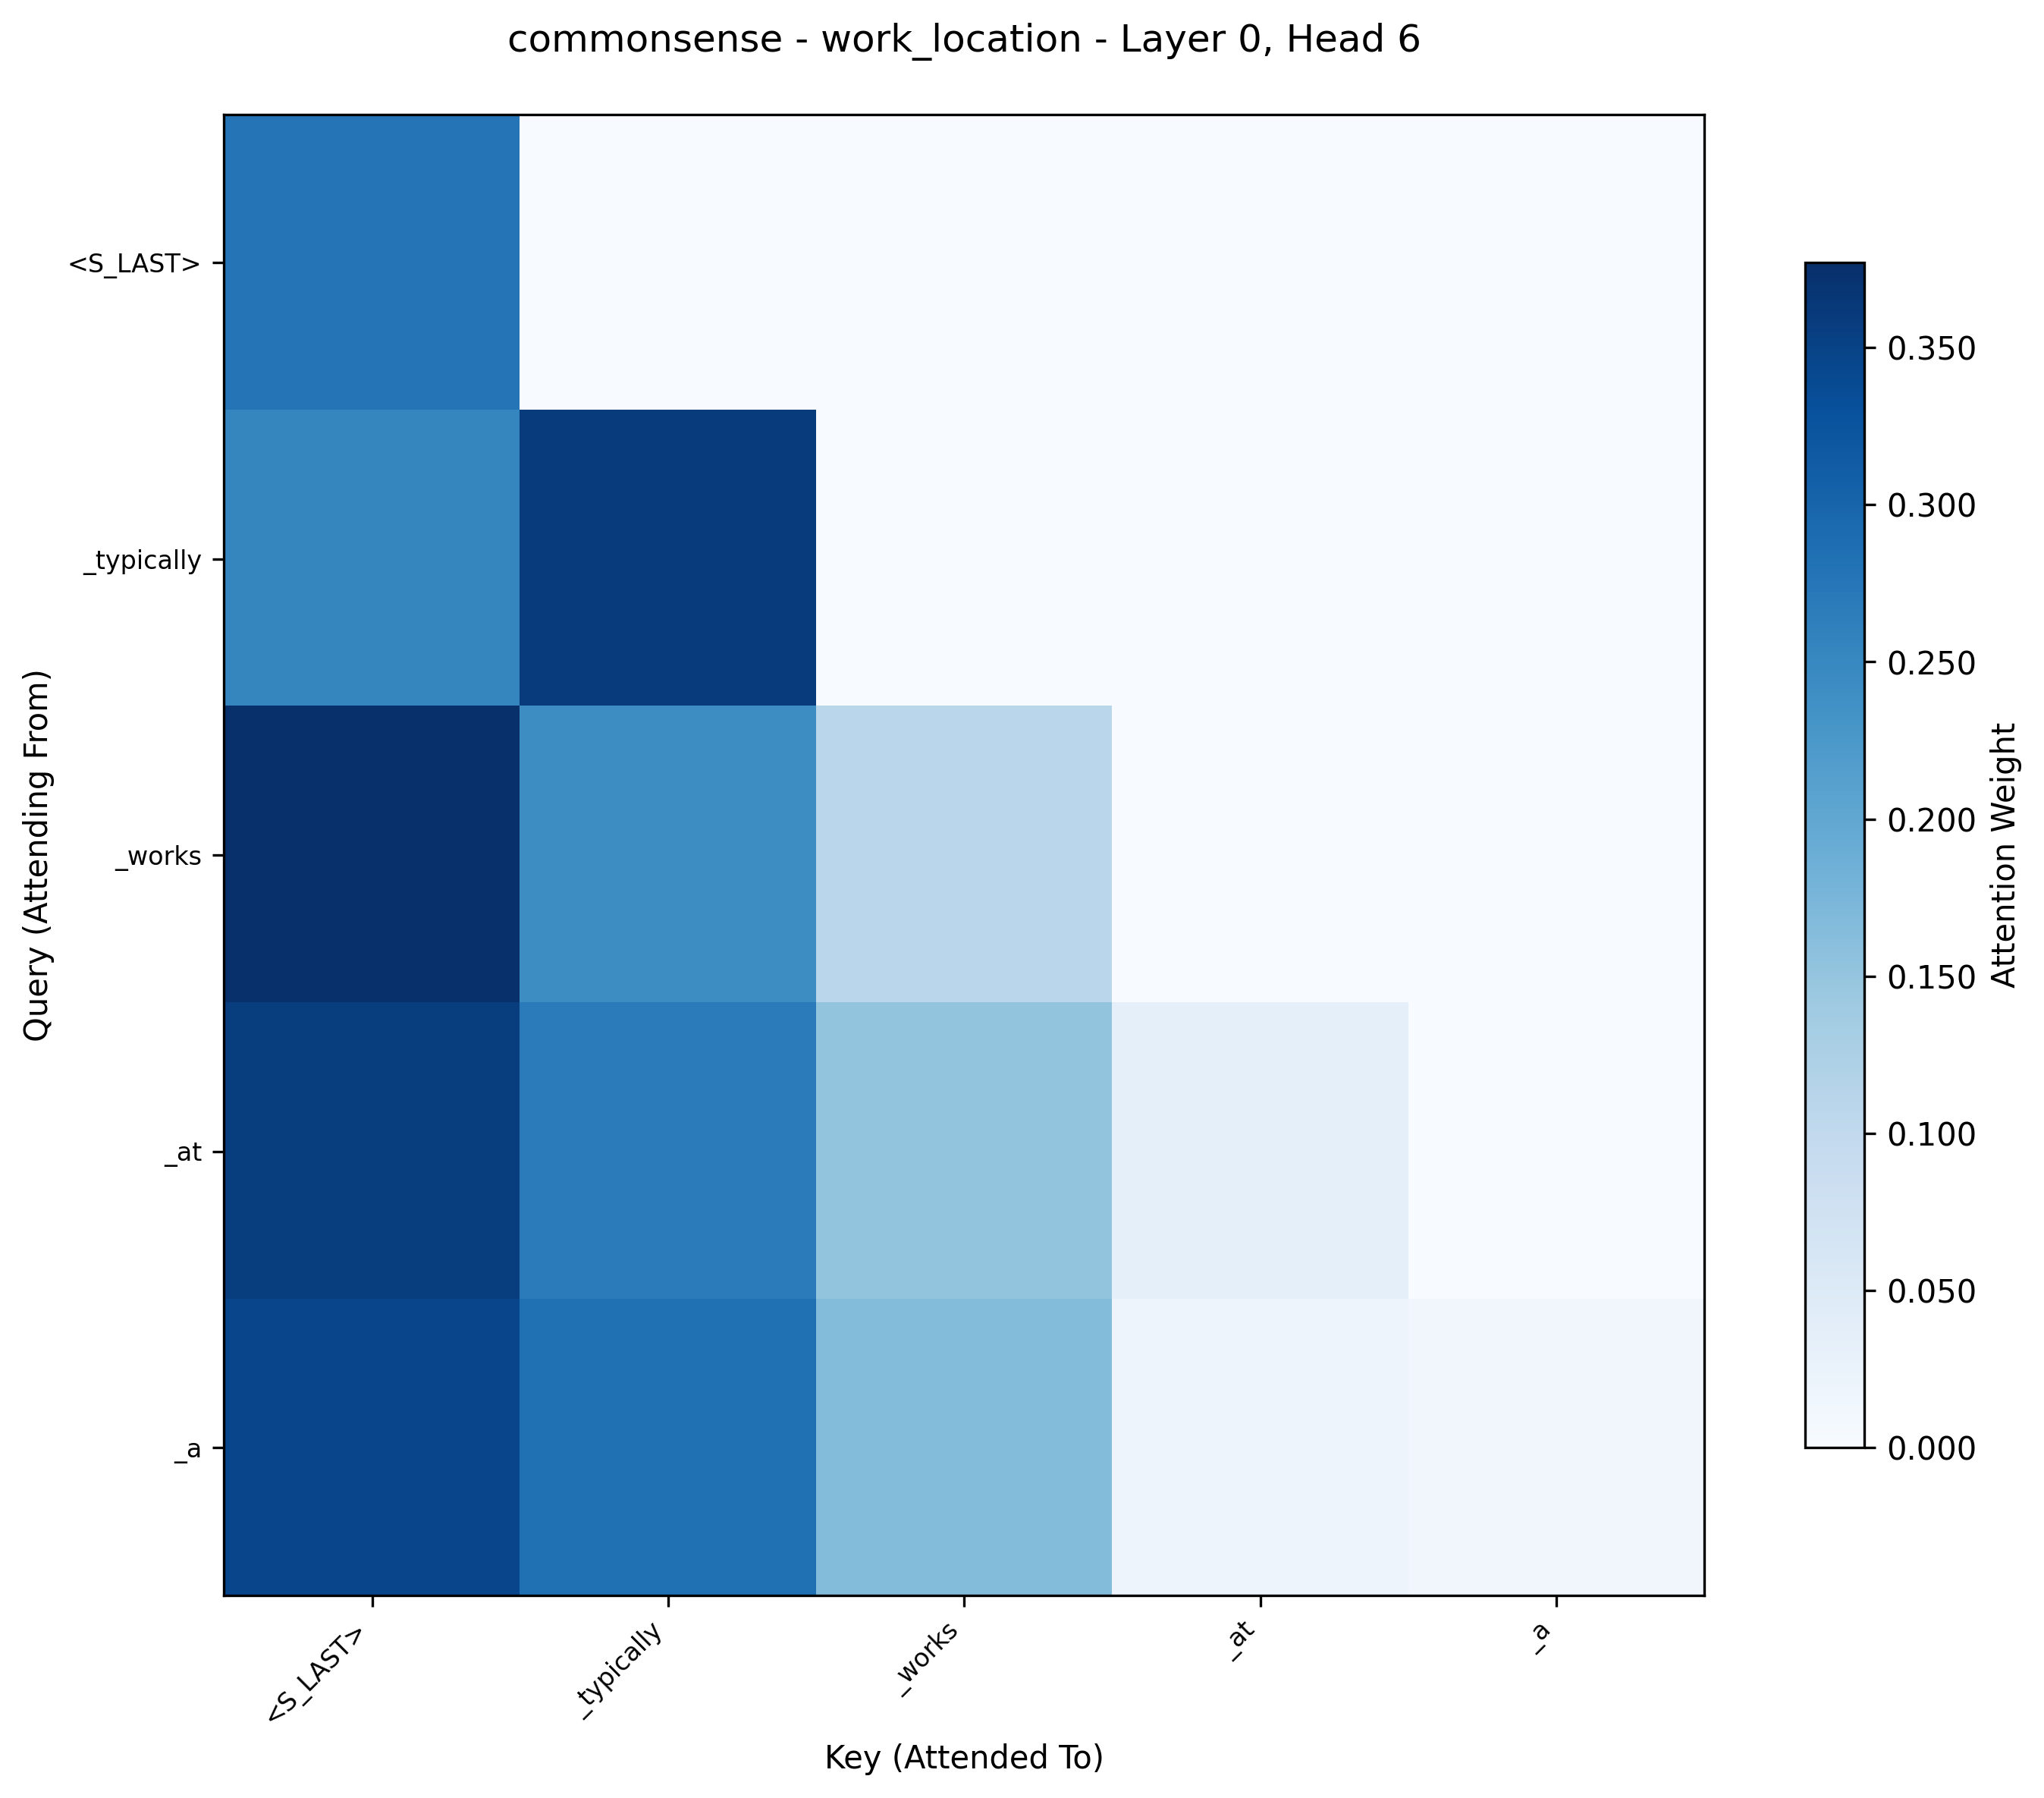 commonsense - work_location - Layer 0, Head 6
Query (Attending From)
<S_LAST>
_typically
_works
_at
_a
<S_LAST>
_typically
_works
_at
_a
Key (Attended To)
0.350
0.300
0.250
0.200
0.150
0.100
0.050
0.000
Attention Weight